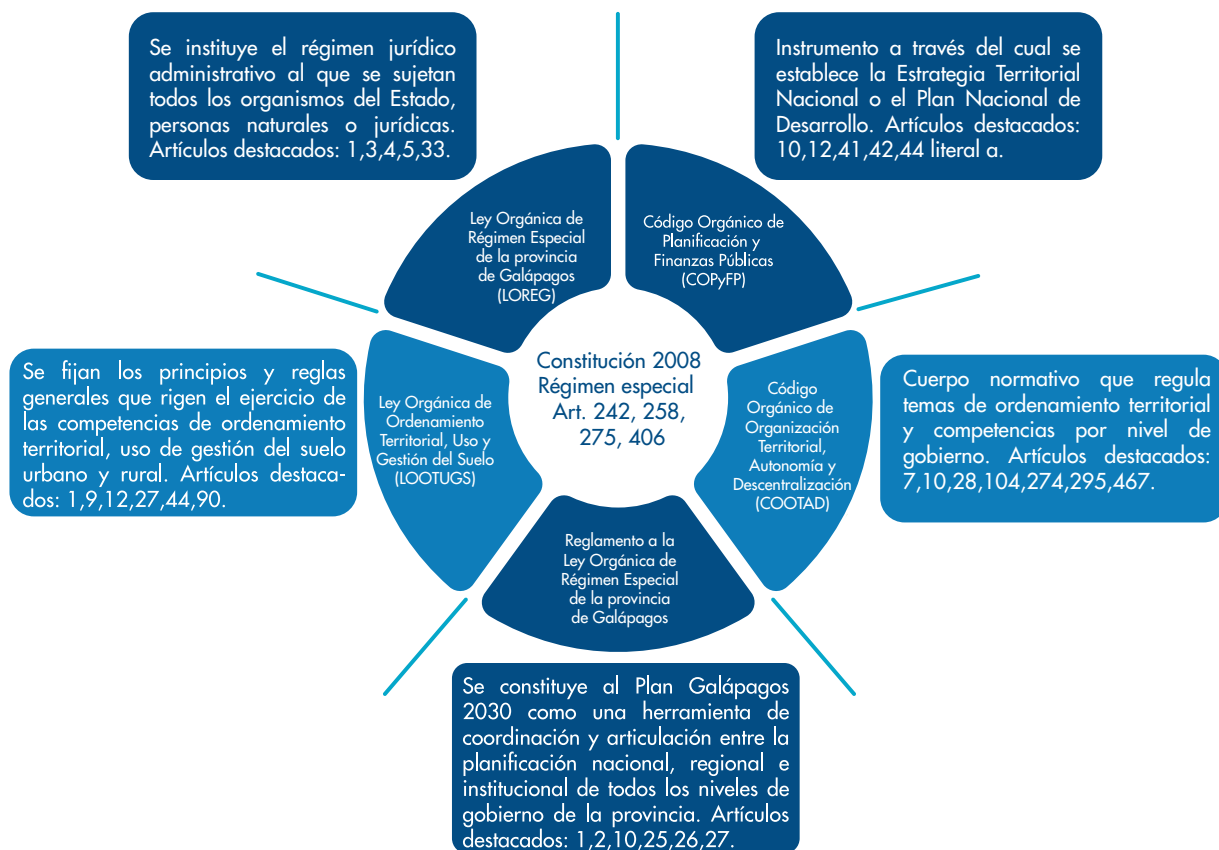 Se instituye el régimen jurídico
administrativo al que se sujetan
todos los organismos del Estado,
personas naturales o jurídicas.
Artículos destacados: 1,3,4,5,33.
Instrumento a través del cual se
establece la Estrategia Territorial
Nacional o el Plan Nacional de
Desarrollo. Artículos destacados:
10,12,41,42,44 literal a.
Ley Orgánica de
Régimen Especial
de la provincia
de Galápagos
(LOREG)
Código Orgánico de
Planificación y
Finanzas Públicas
(COPyFP)
Se fijan los principios y reglas
generales que rigen el ejercicio de
las competencias de ordenamiento
territorial, uso de gestión del suelo
urbano y rural. Artículos destaca-
dos: 1,9,12,27,44,90.
Ley Orgánica de
Ordenamiento
Territorial, Uso y
Gestión del Suelo
(LOOTUGS)
Constitución 2008
Régimen especial
Art. 242, 258,
275, 406
Código
Orgánico de
Organización
Territorial,
Autonomía y
Descentralización
(COOTAD)
Cuerpo normativo que regula
temas de ordenamiento territorial
y competencias por nivel de
gobierno. Artículos destacados:
7,10,28,104,274,295,467.
Reglamento a la
Ley Orgánica de
Régimen Especial
de la provincia
de Galápagos
Se constituye al Plan Galápagos
2030 como una herramienta de
coordinación y articulación entre la
planificación nacional, regional e
institucional de todos los niveles de
gobierno de la provincia. Artículos
destacados: 1,2,10,25,26,27.